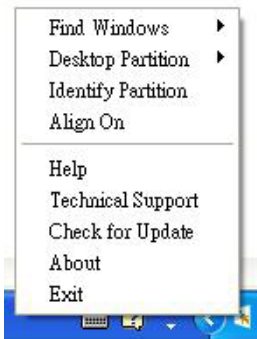 Find Windows
Desktop Partition
Identify Partition
Align On
Help
Technical Support
Check for Update
About
Exit